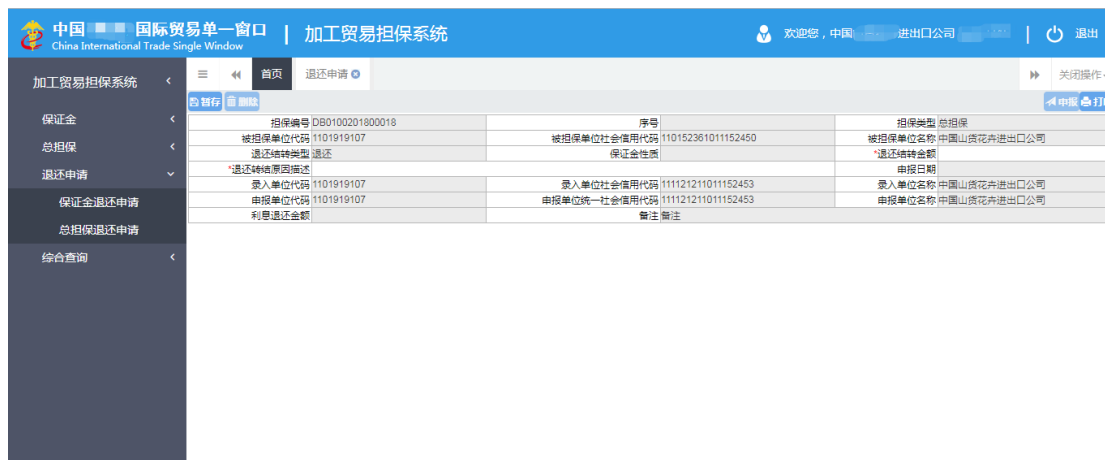 中国 国际贸易单一窗口 | 加工贸易担保系统 欢迎您，中国 进出口公司 | 退出
China International Trade Single Window
加工贸易担保系统 首页 退还申请 关闭操作
暂存 删除 申报 打印
保证金
总担保
退还申请
保证金退还申请
总担保退还申请
综合查询
担保编号 DB0100201800018 序号 担保类型 总担保
被担保单位代码 1101919107 被担保单位社会信用代码 110152361011152450 被担保单位名称 中国山货花卉进出口公司
退还结转类型 退还 保证金性质 *退还结转金额
*退还转结原因描述 申报日期
录入单位代码 1101919107 录入单位社会信用代码 111121211011152453 录入单位名称 中国山货花卉进出口公司
申报单位代码 1101919107 申报单位统一社会信用代码 111121211011152453 申报单位名称 中国山货花卉进出口公司
利息退还金额 备注 备注